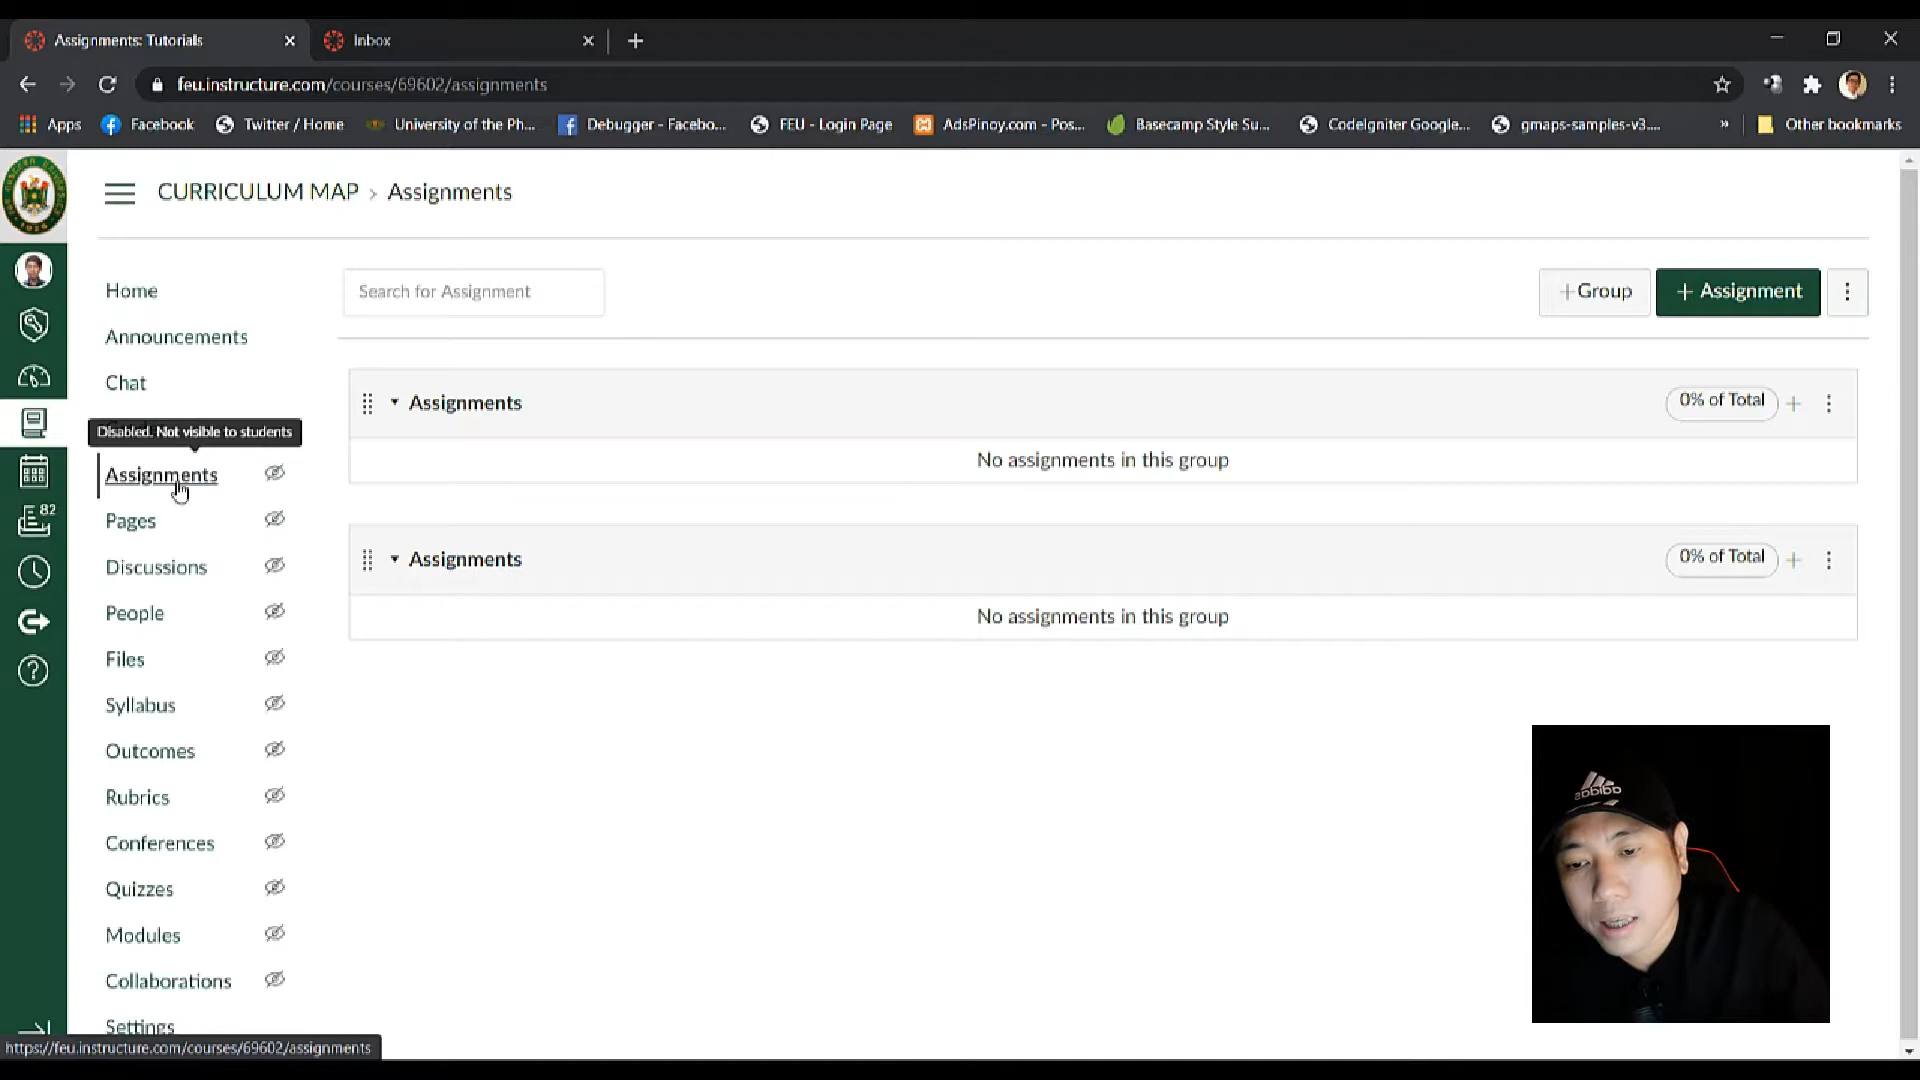 Assignments: Tutorials
Inbox
feu.instructure.com/courses/69602/assignments
Apps
Facebook
Twitter / Home
University of the Ph...
Debugger - Facebo...
FEU - Login Page
AdsPinoy.com - Pos...
Basecamp Style Su...
CodeIgniter Google...
gmaps-samples-v3....
»
Other bookmarks
CURRICULUM MAP › Assignments
Home
Search for Assignment
+Group
+ Assignment
Announcements
Chat
Assignments
0% of Total
Disabled. Not visible to students
No assignments in this group
Assignments
82
Pages
Assignments
0% of Total
Discussions
People
No assignments in this group
Files
Syllabus
Outcomes
Rubrics
adidas
Conferences
Quizzes
Modules
Collaborations
Settings
https://feu.instructure.com/courses/69602/assignments